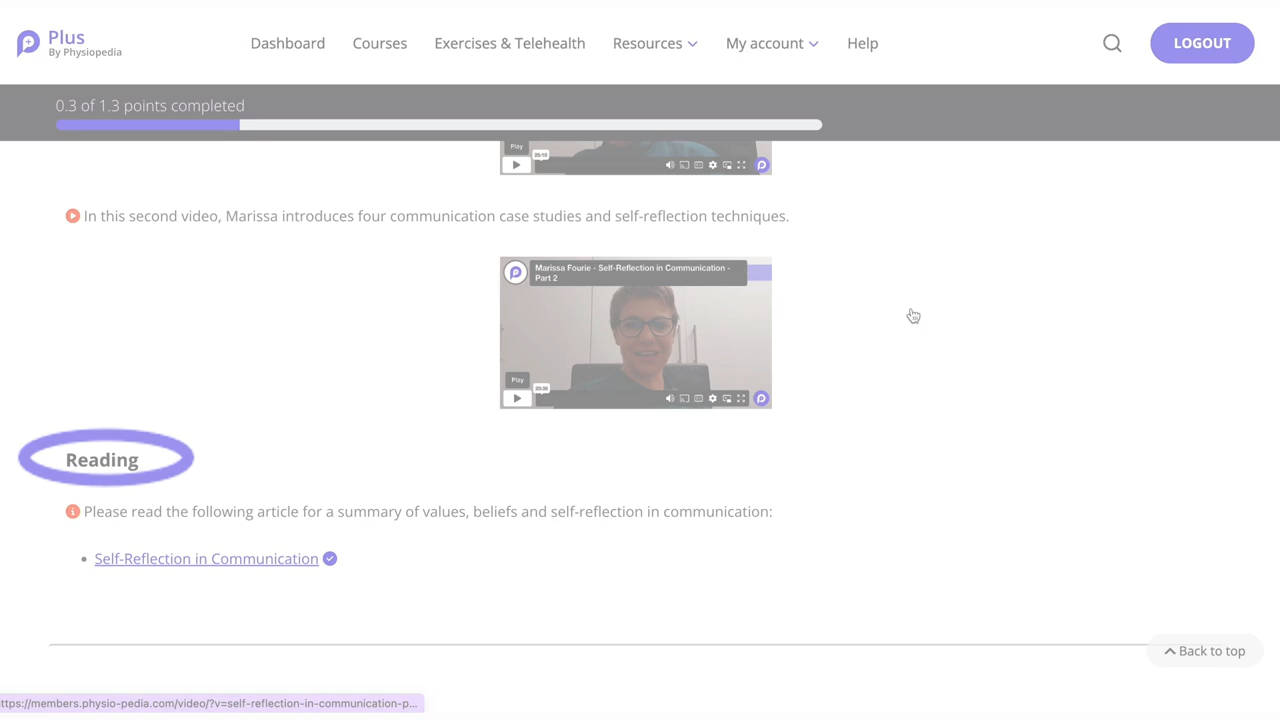 Plus
By Physiopedia
Dashboard
Courses
Exercises & Telehealth
Resources
My account
Help
LOGOUT
0.3 of 1.3 points completed
Play
25:10
In this second video, Marissa introduces four communication case studies and self-reflection techniques.
Marissa Fourie - Self-Reflection in Communication -
Part 2
Play
Reading
Please read the following article for a summary of values, beliefs and self-reflection in communication:
Self-Reflection in Communication
Back to top
ttps://members.physio-pedia.com/video/?v=self-reflection-in-communication-p...